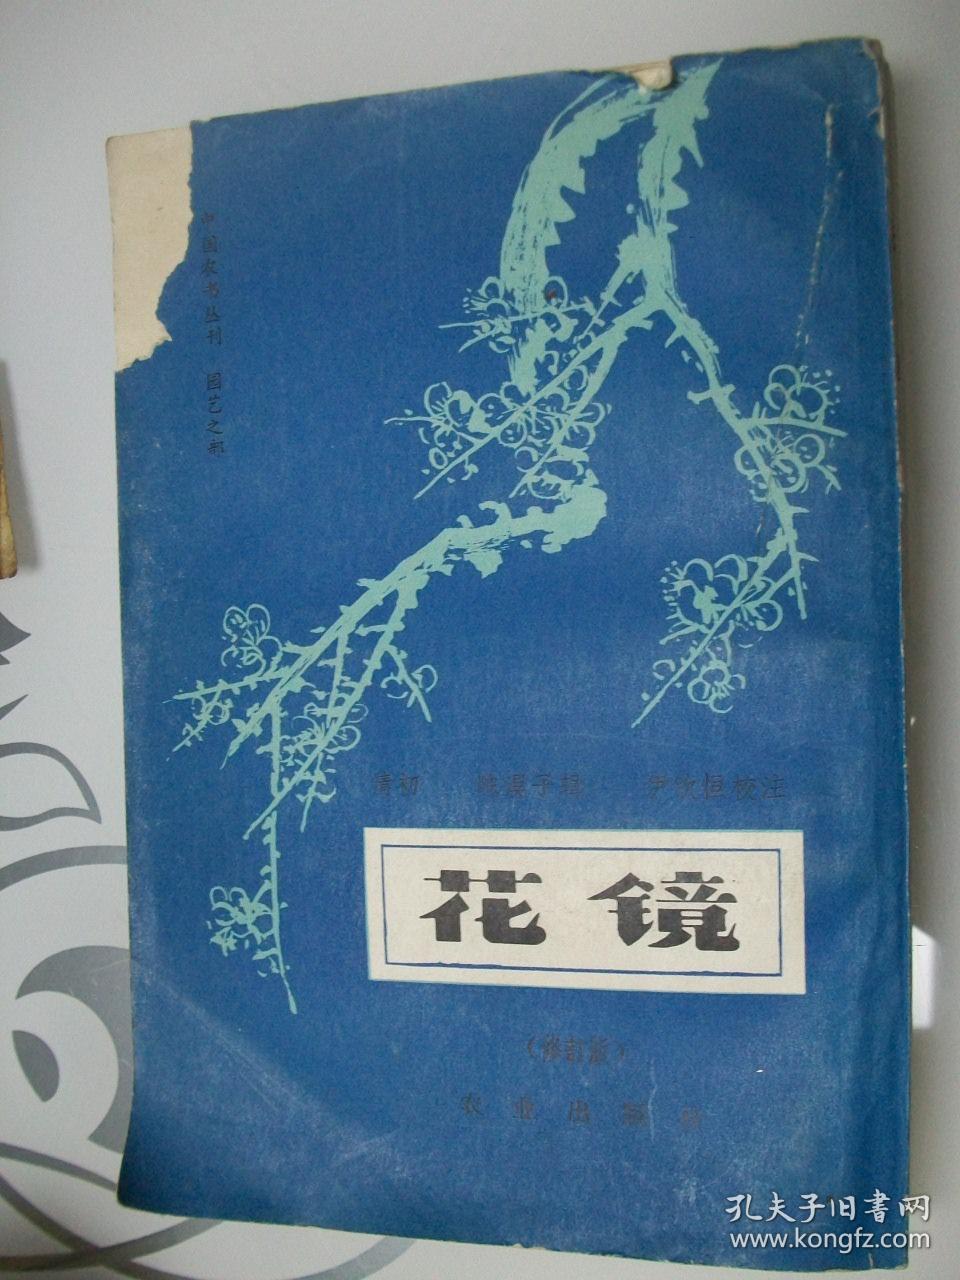 中国农书丛刊 园艺之部
清初 陈淏子辑 伊钦恒校注
花镜
(修訂版)
农业出版社
孔夫子旧书网
www.kongfz.com